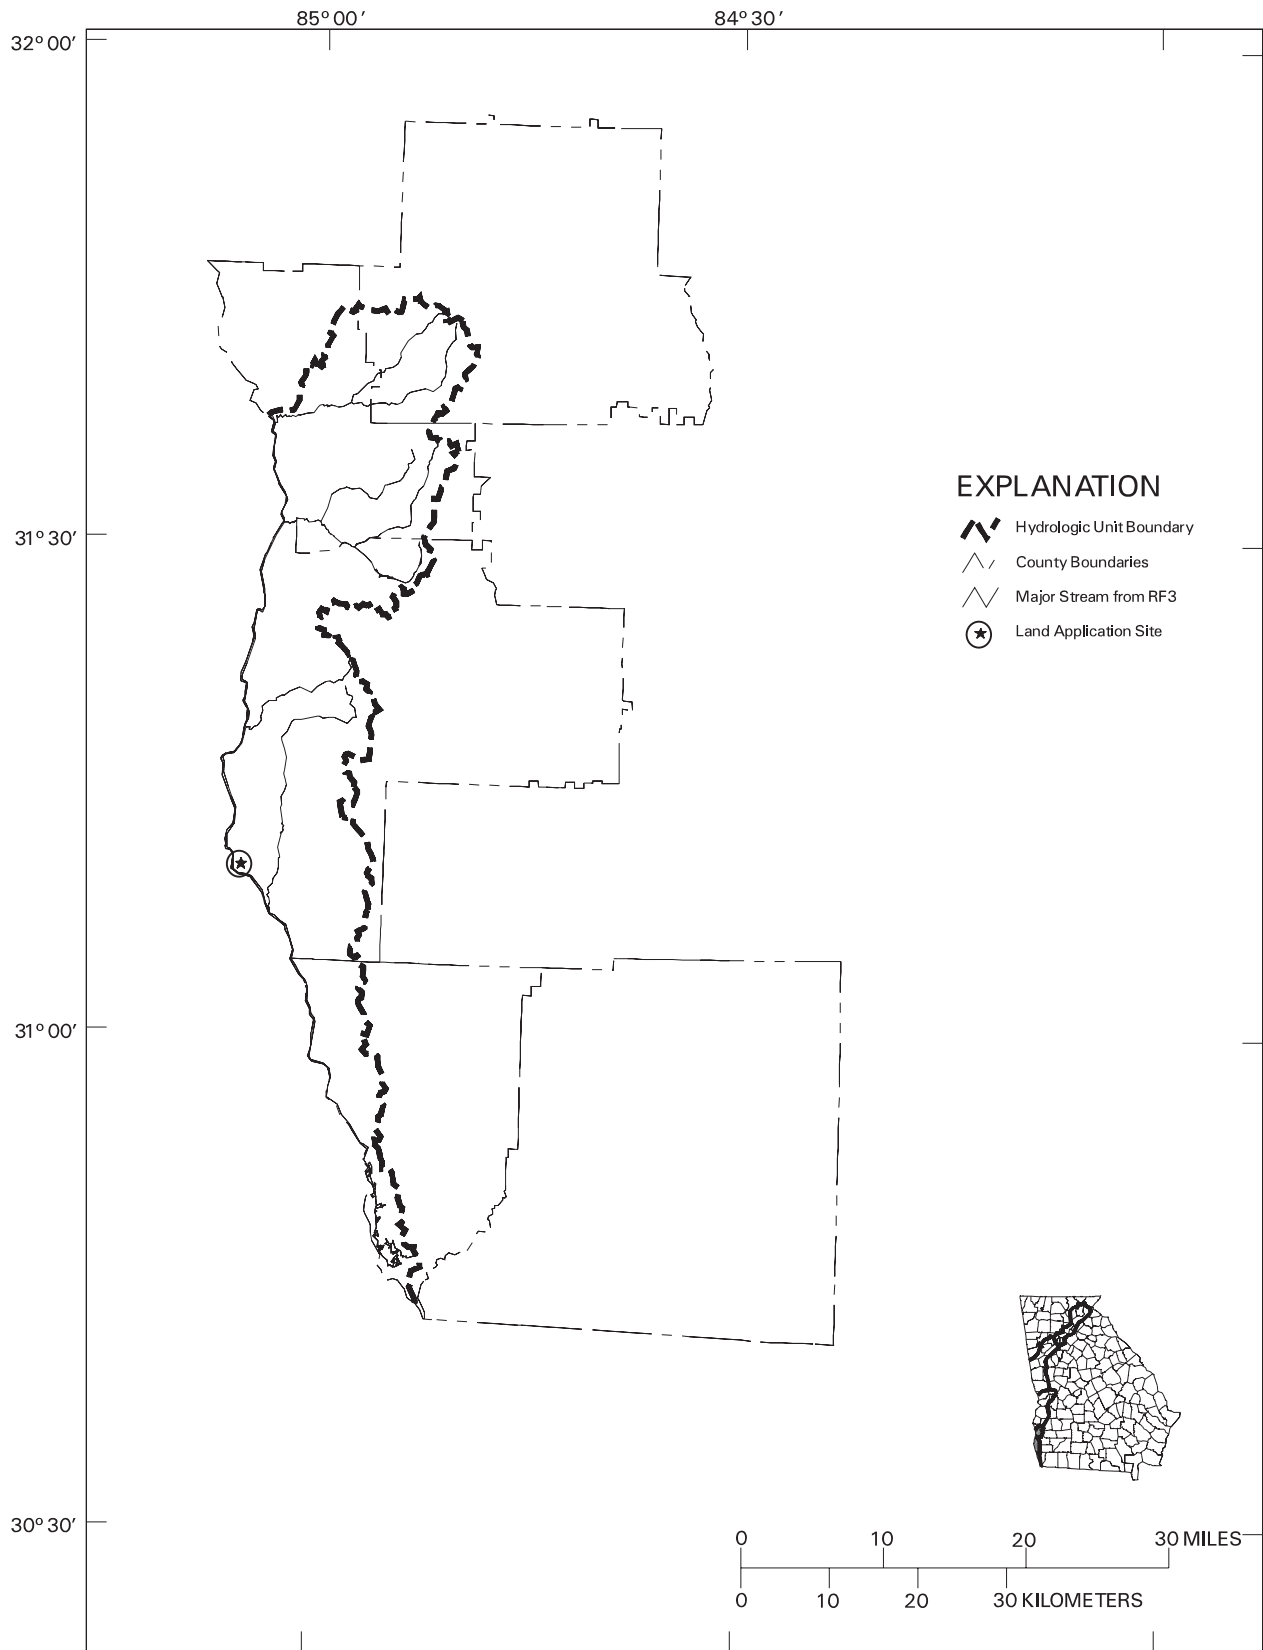 85°00' 84°30'
32°00'
EXPLANATION
Hydrologic Unit Boundary
31°30'
County Boundaries
Major Stream from RF3
Land Application Site
31°00'
30°30'
0 10 20 30 MILES
0 10 20 30 KILOMETERS